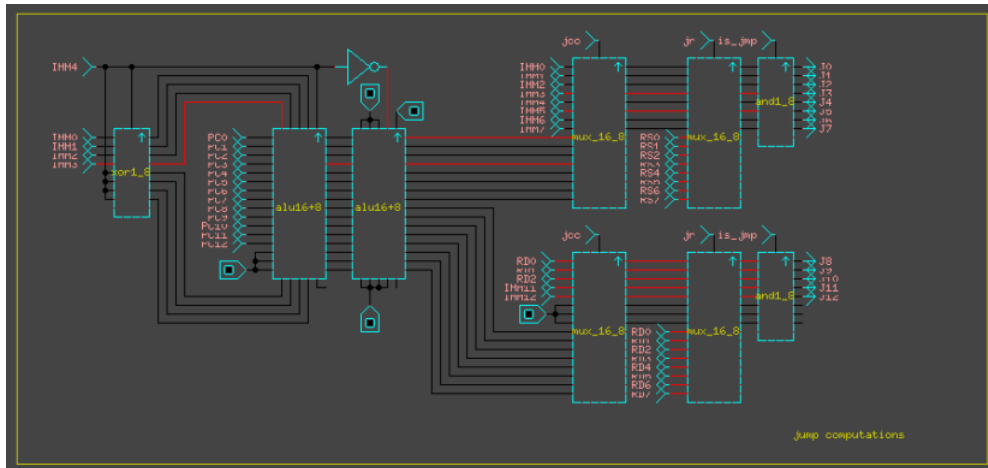 jcc
jr
is_jmp
IMM4
IMM0
IMM1
IMM2
IMM3
IMM4
IMM5
IMM6
IMM7
J0
J1
J2
J3
J4
J5
J6
J7
and1_8
mux_16_8
mux_16_8
IMM0
IMM1
IMM2
IMM3
xor1_8
PC0
PC1
PC2
PC3
PC4
PC5
PC6
PC7
PC8
PC9
PC10
PC11
PC12
alu16+8
alu16+8
RS0
RS1
RS2
RS3
RS4
RS5
RS6
RS7
jcc
jr
is_jmp
RD0
RD1
RD2
IMM11
IMM12
J8
J9
J10
J11
J12
and1_8
mux_16_8
mux_16_8
RD0
RD1
RD2
RD3
RD4
RD5
RD6
RD7
jump computations